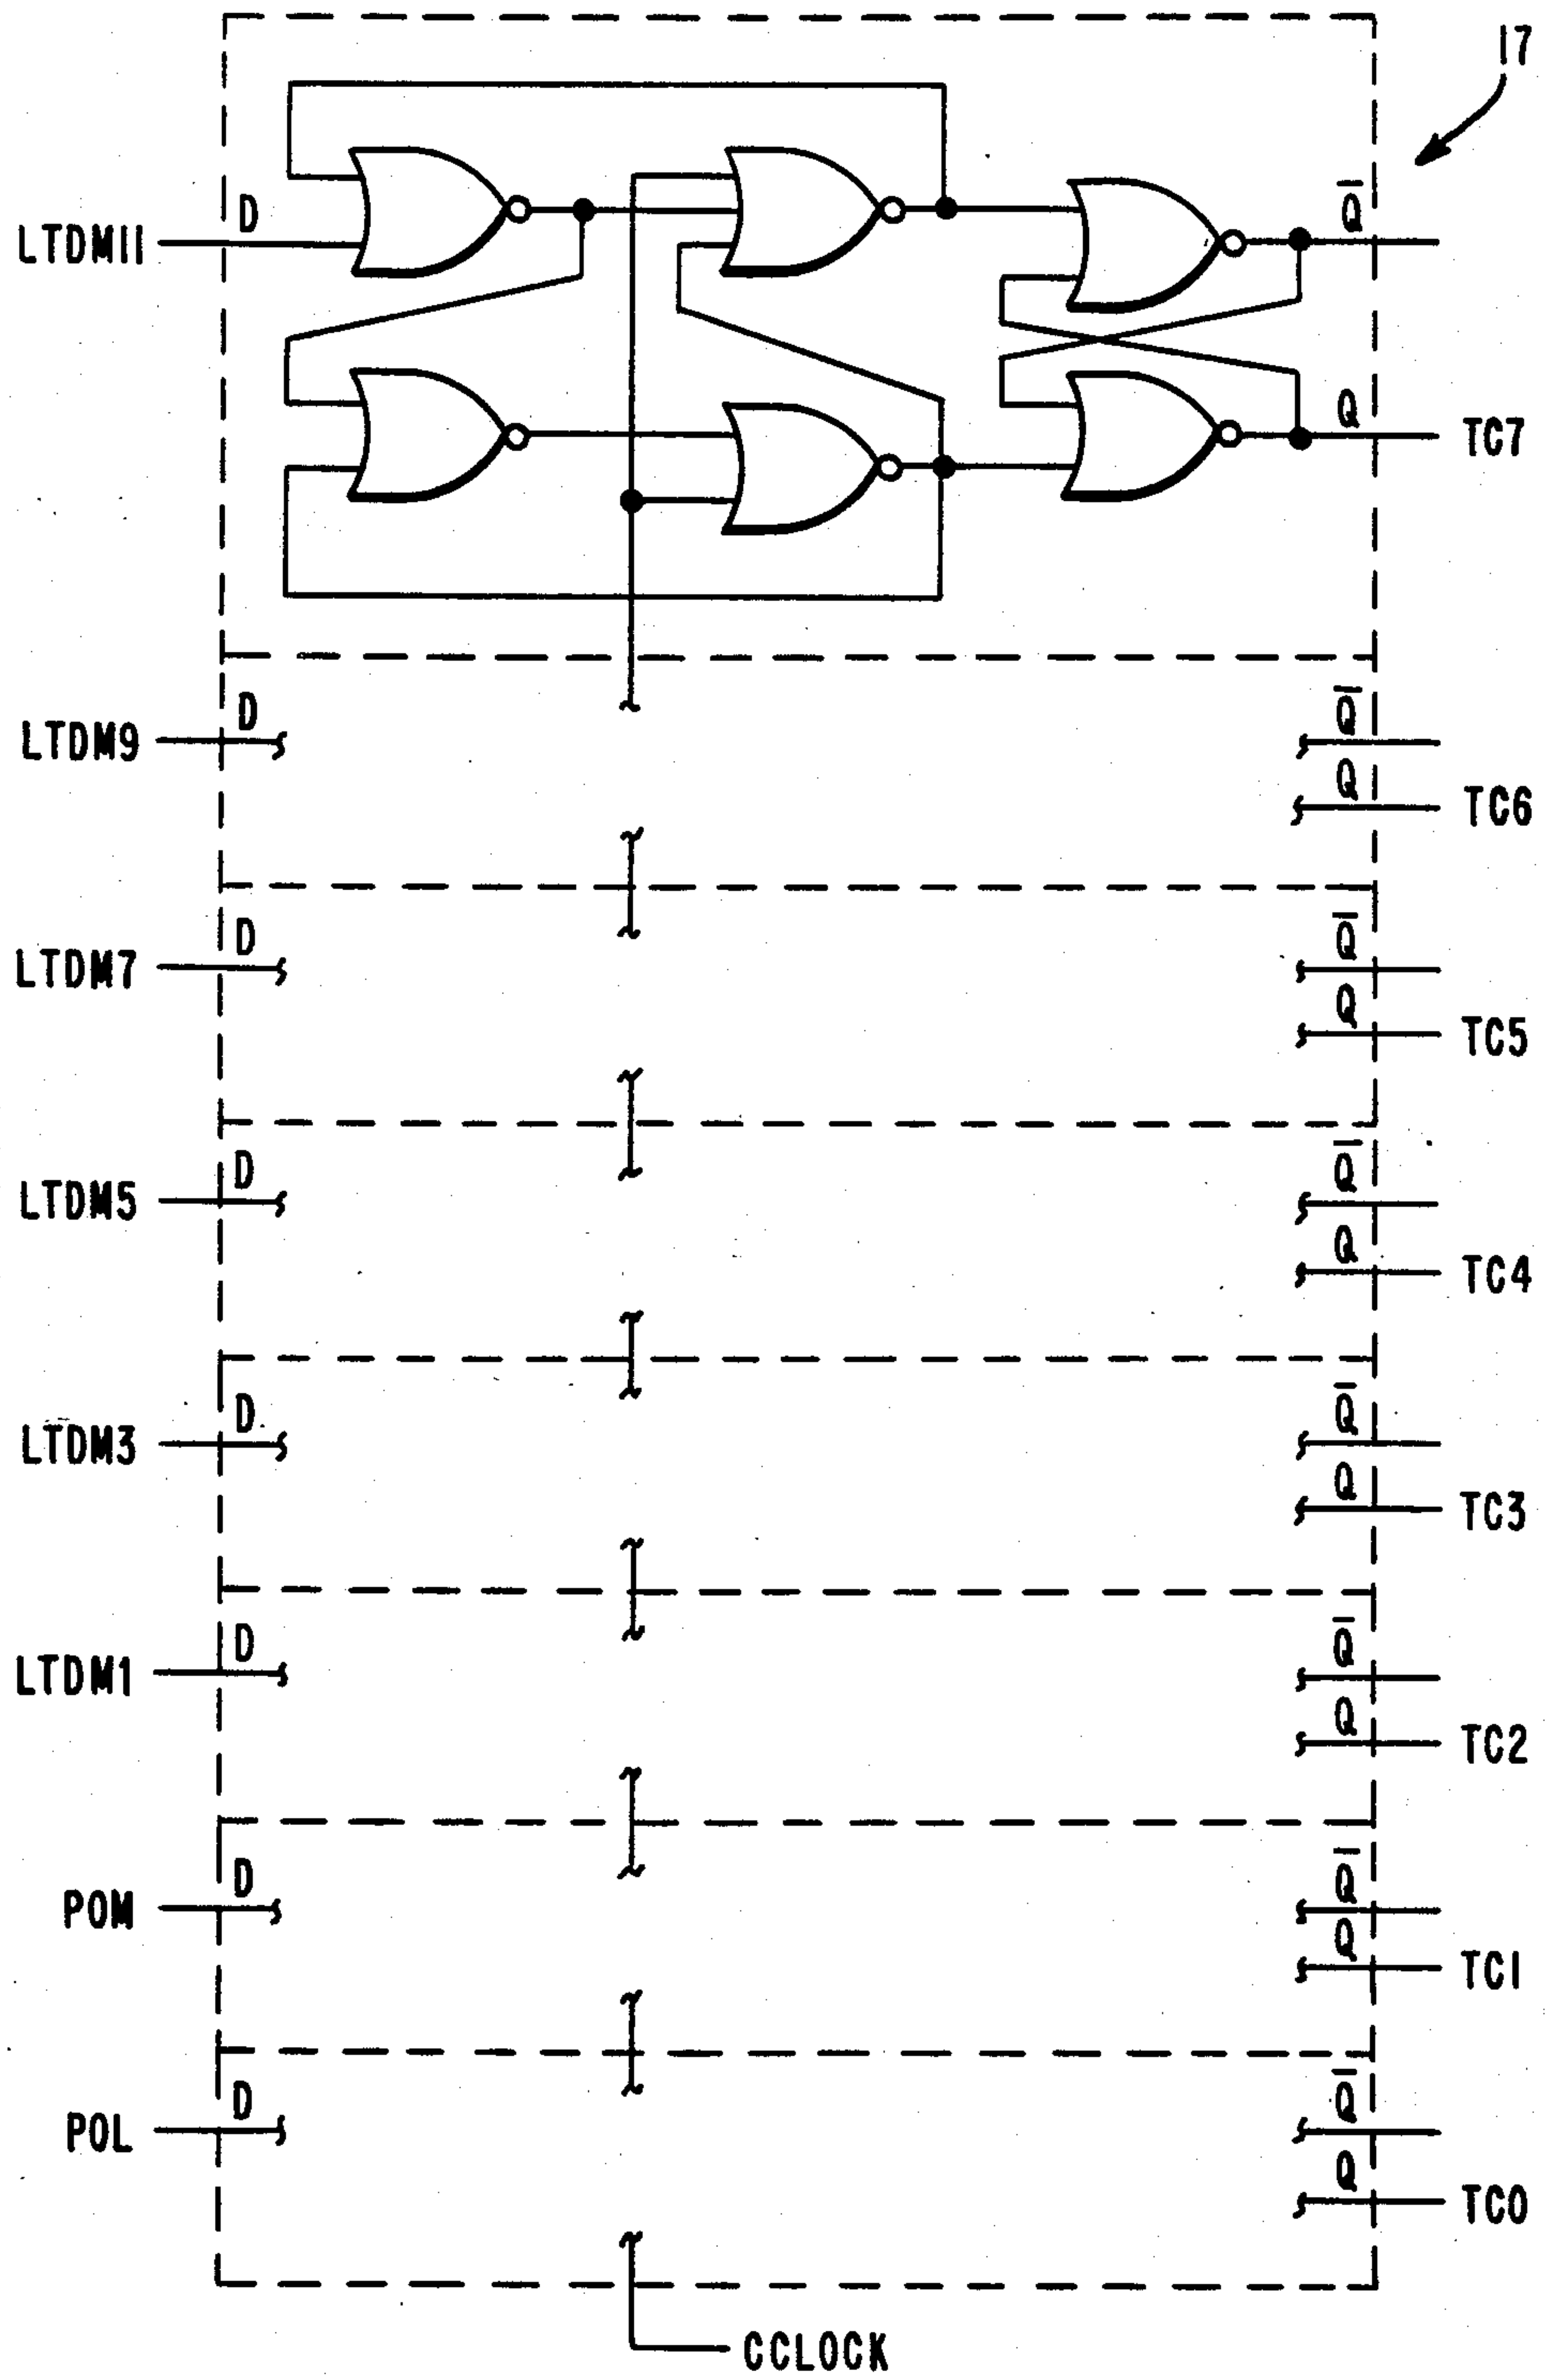 17
D
Q̅
LTDM11
Q
TC7
D
Q̅
LTDM9
Q
TC6
D
Q̅
LTDM7
Q
TC5
D
Q̅
LTDM5
Q
TC4
D
Q̅
LTDM3
Q
TC3
D
Q̅
LTDM1
Q
TC2
D
Q̅
POM
Q
TC1
D
Q̅
POL
Q
TC0
CCLOCK